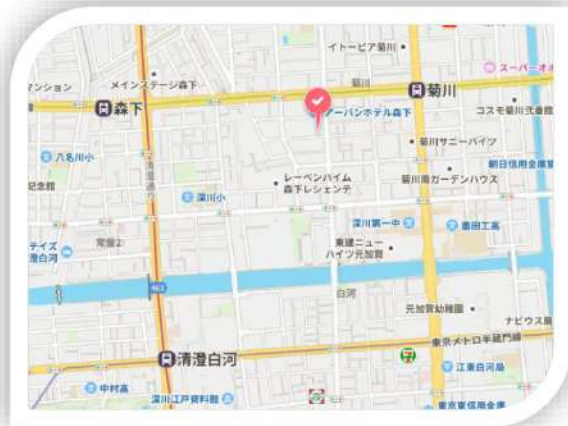 イトーピア菊川
スーパーオオ
マンション
メインステージ森下
菊川
菊川
森下
アーバンホテル森下
コスモ菊川弐番館
菊川サニーハイツ
八名川小
朝日信用金庫
記念館
深川小
レーベンハイム
森下レシェンテ
菊川南ガーデンハウス
深川第一中
墨田工高
常盤2
東建ニュー
ハイツ元加賀
テイズ
澄白河
463
白河
元加賀幼稚園
ナビウス扇
東京メトロ半蔵門線
清澄白河
江東白河局
中村高
深川江戸資料館
東京東信用金庫